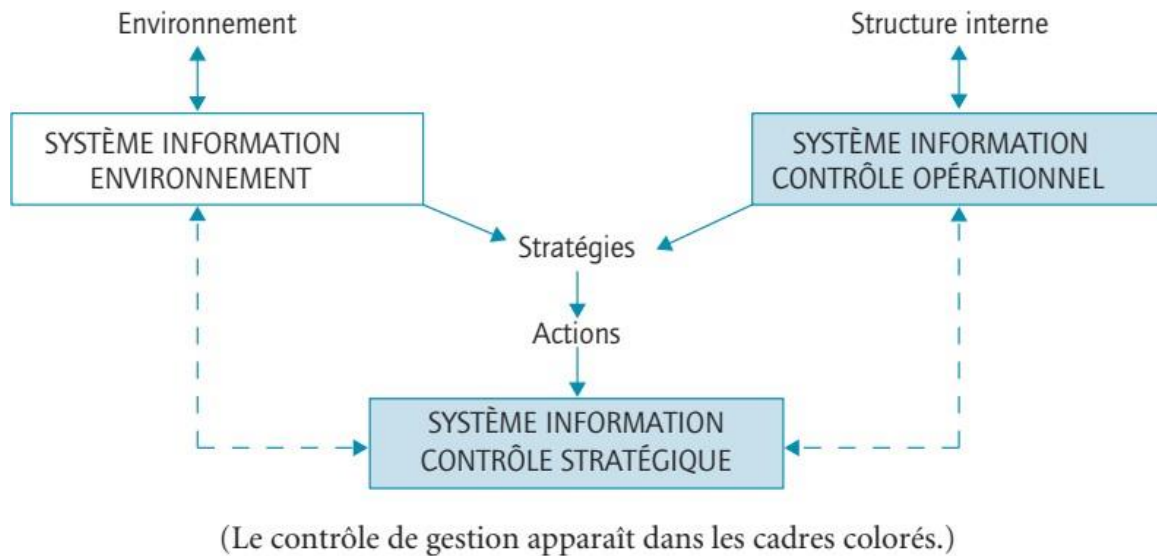 Environnement
Structure interne
SYSTÈME INFORMATION
ENVIRONNEMENT
SYSTÈME INFORMATION
CONTRÔLE OPÉRATIONNEL
Stratégies
Actions
SYSTÈME INFORMATION
CONTRÔLE STRATÉGIQUE
(Le contrôle de gestion apparaît dans les cadres colorés.)